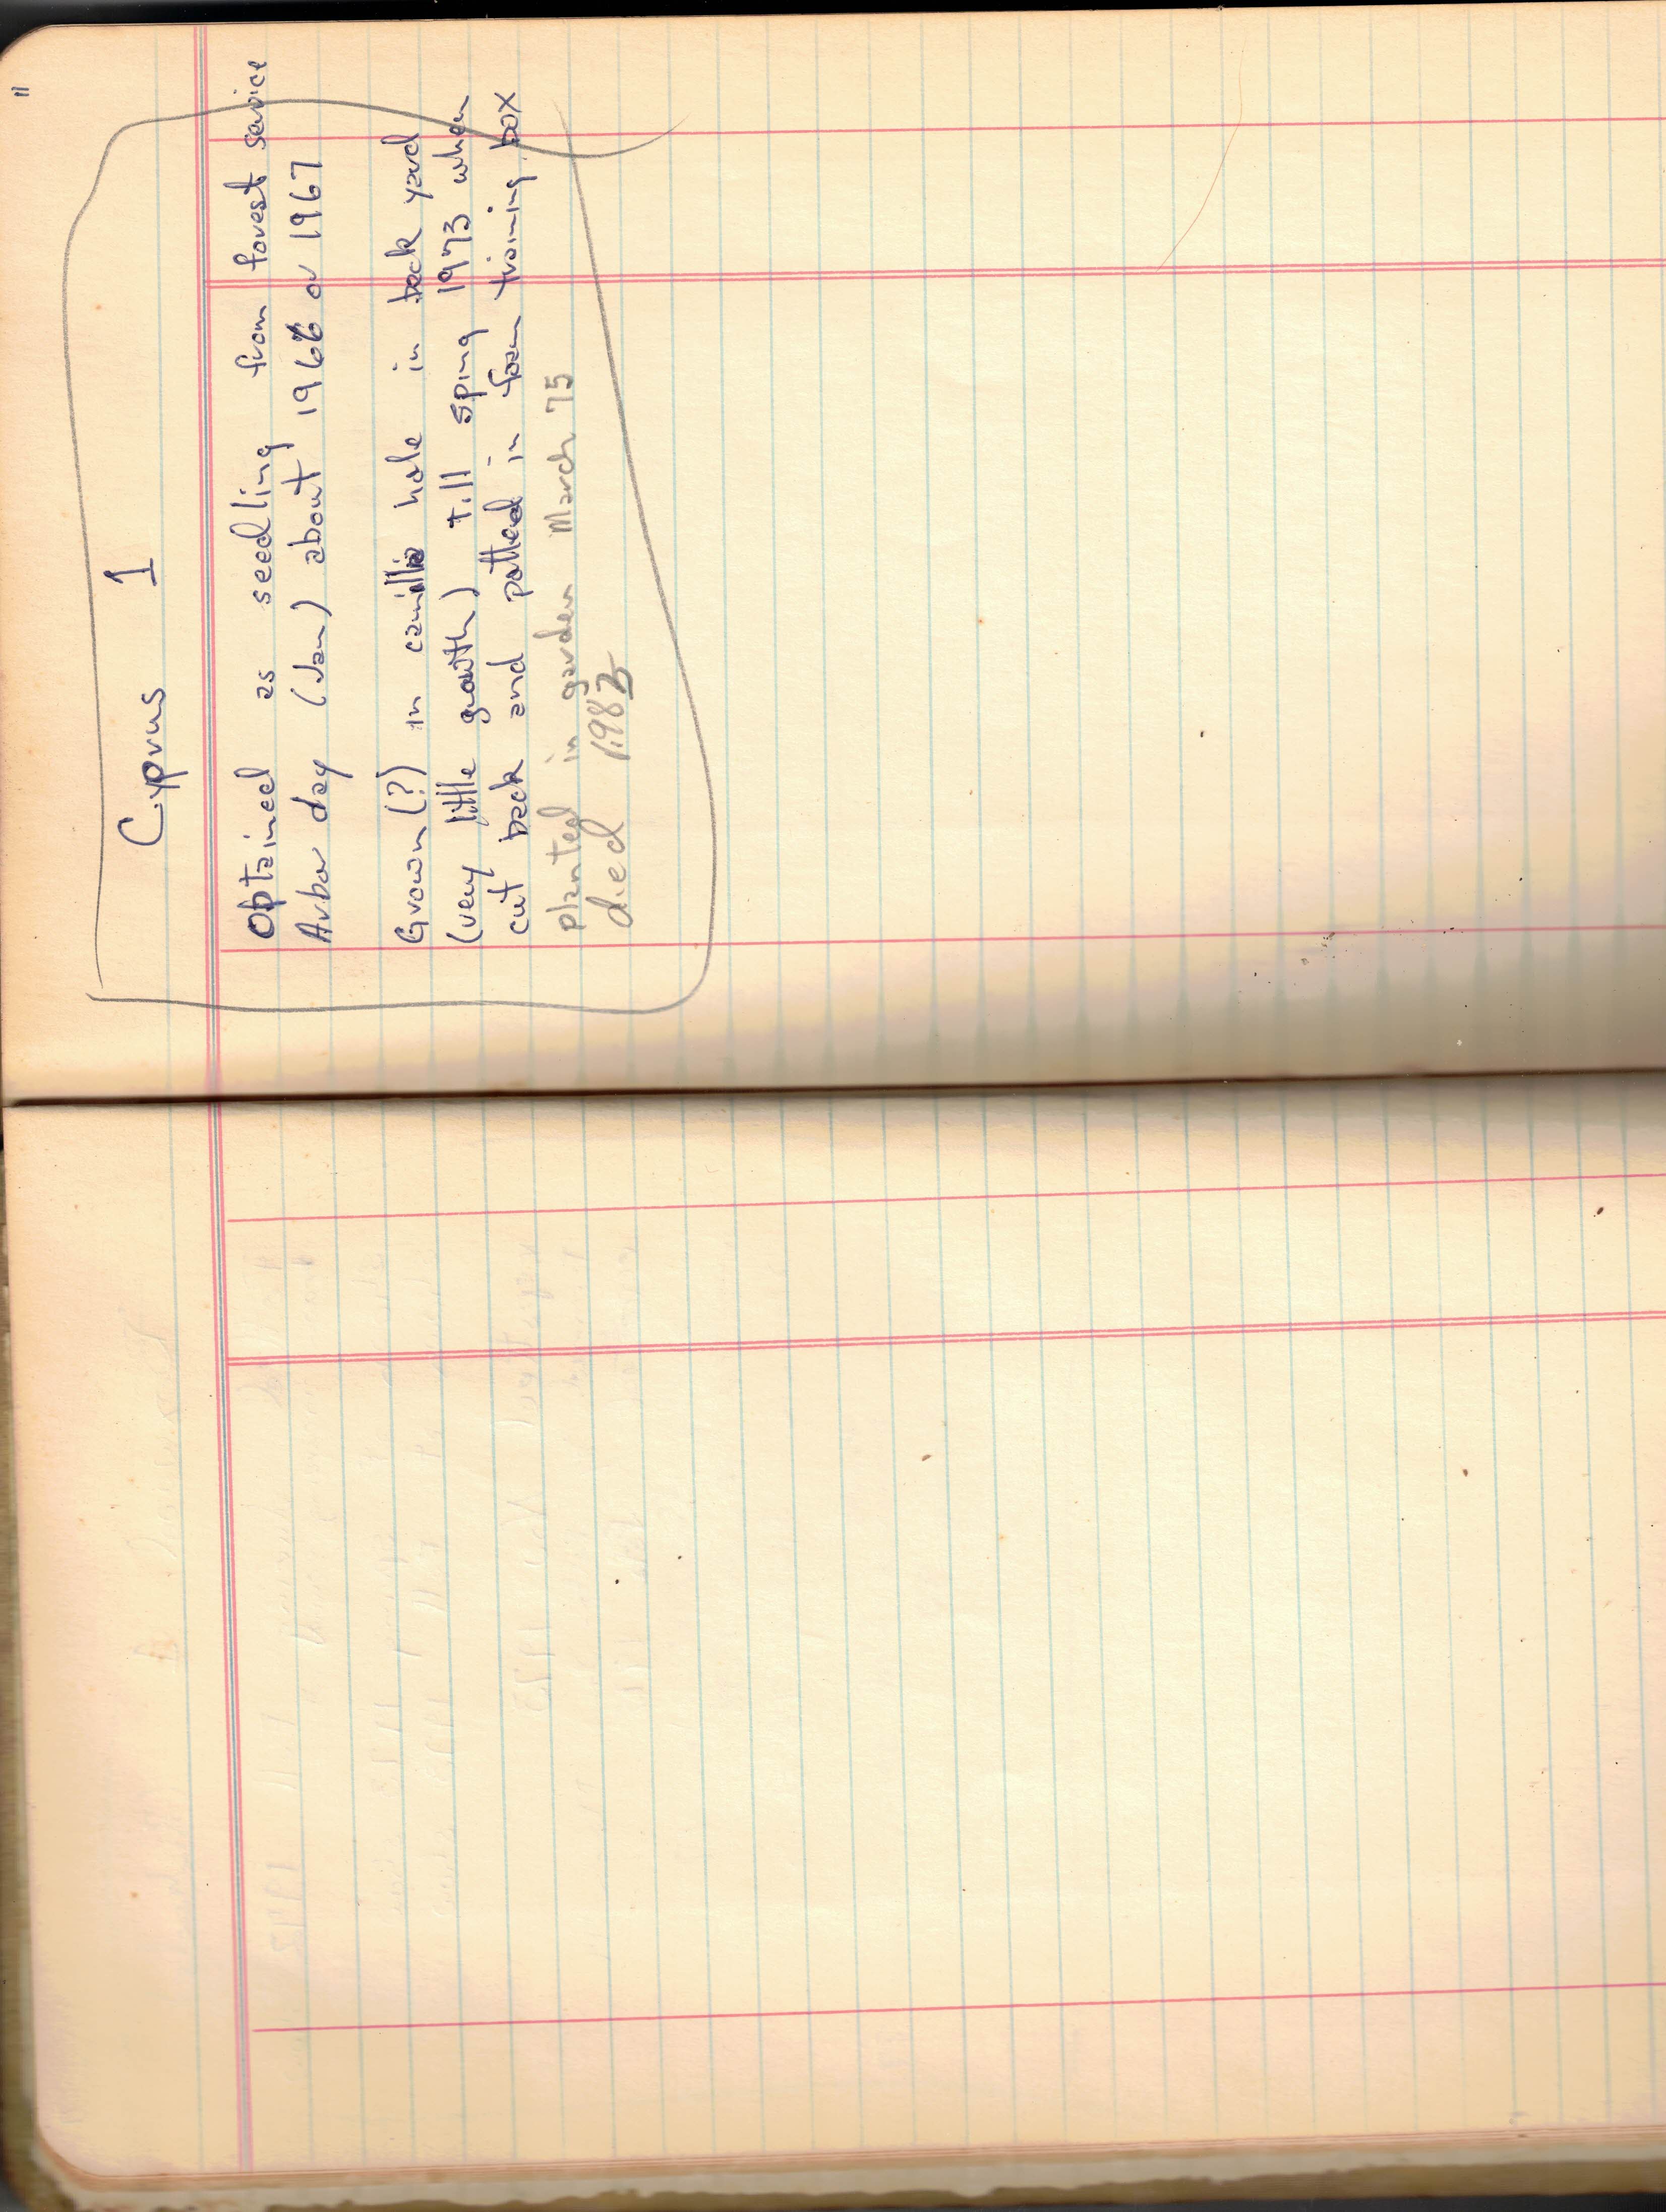 11
Cyprus 1
Obtained as seedling from forest service
Arbor day (Jan) about 1966 or 1967
Grown (?) in camillia hole in back yard
(very little growth) till sping 1973 when
cut back and potted in foam training box
planted in garden March 75
died 1983